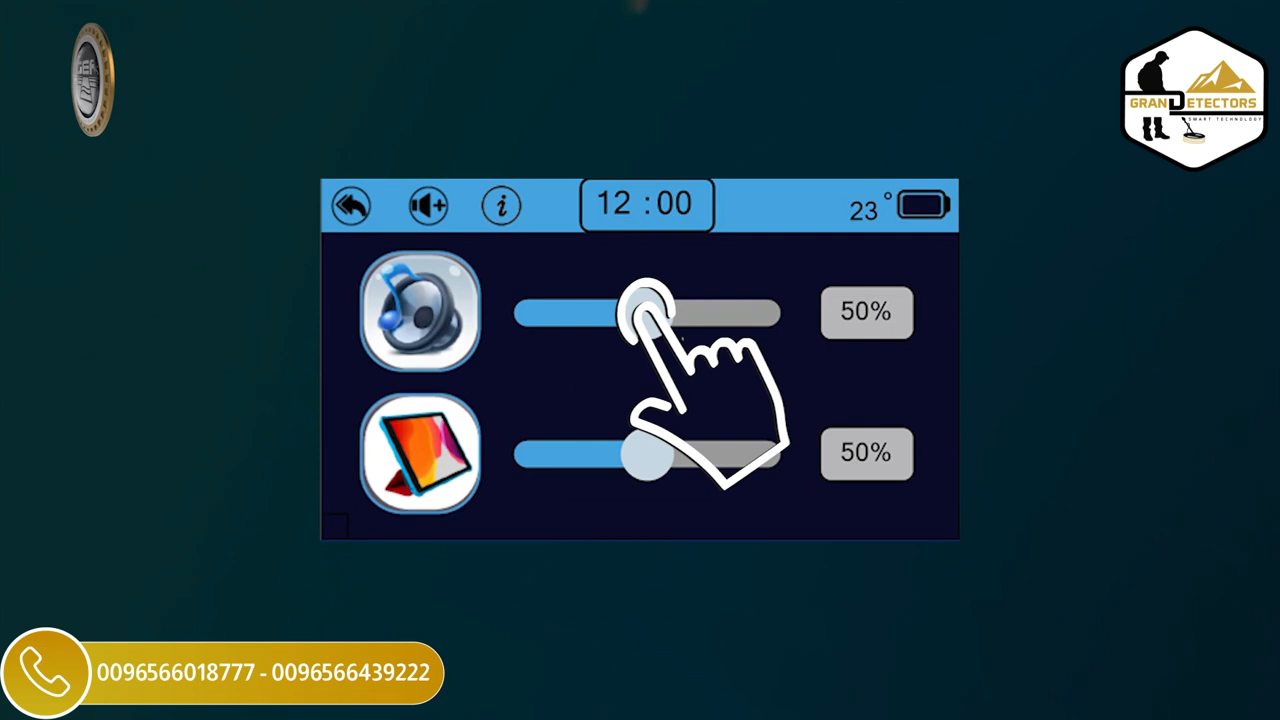 GRANDETECTORS
SMART TECHNOLOGY
12 :00
23°
50%
50%
0096566018777 - 0096566439222